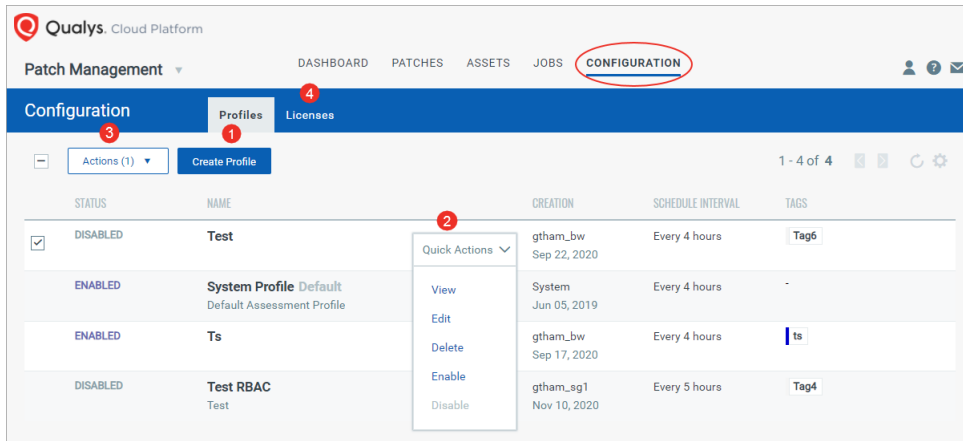 Qualys. Cloud Platform
Patch Management
DASHBOARD PATCHES ASSETS JOBS CONFIGURATION
4
Configuration Profiles Licenses
3 1
Actions (1) Create Profile 1 - 4 of 4
STATUS NAME CREATION SCHEDULE INTERVAL TAGS
2
DISABLED Test Quick Actions gtham_bw Every 4 hours Tag6
Sep 22, 2020
ENABLED System Profile Default View System Every 4 hours -
Default Assessment Profile Jun 05, 2019
Edit
ENABLED Ts gtham_bw Every 4 hours ts
Delete Sep 17, 2020
Enable
DISABLED Test RBAC gtham_sg1 Every 5 hours Tag4
Test Disable Nov 10, 2020